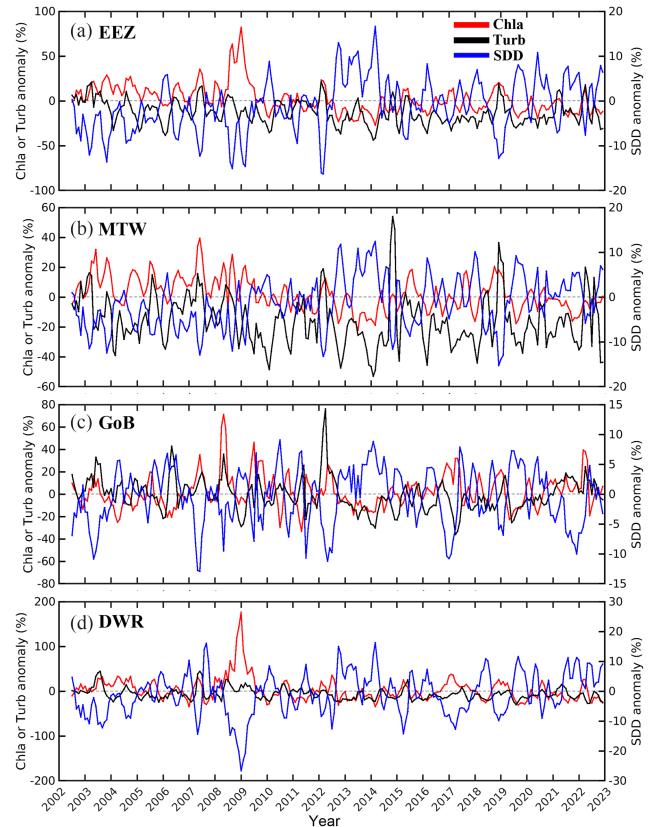 (a) EEZ
Chla
Turb
SDD
Chla or Turb anomaly (%)
100
50
0
-50
-100
SDD anomaly (%)
20
10
0
-10
20
(b) MTW
Chla or Turb anomaly (%)
60
40
20
0
-20
-40
-60
SDD anomaly (%)
20
10
0
-10
-20
(c) GoB
Chla or Turb anomaly (%)
80
60
40
20
0
-20
-40
-60
-80
SDD anomaly (%)
15
10
5
0
-5
-10
-15
(d) DWR
Chla or Turb anomaly (%)
200
100
0
-100
-200
SDD anomaly (%)
30
20
10
0
-10
-20
-30
2002 2003 2004 2005 2006 2007 2008 2009 2010 2011 2012 2013 2014 2015 2016 2017 2018 2019 2020 2021 2022 2023
Year